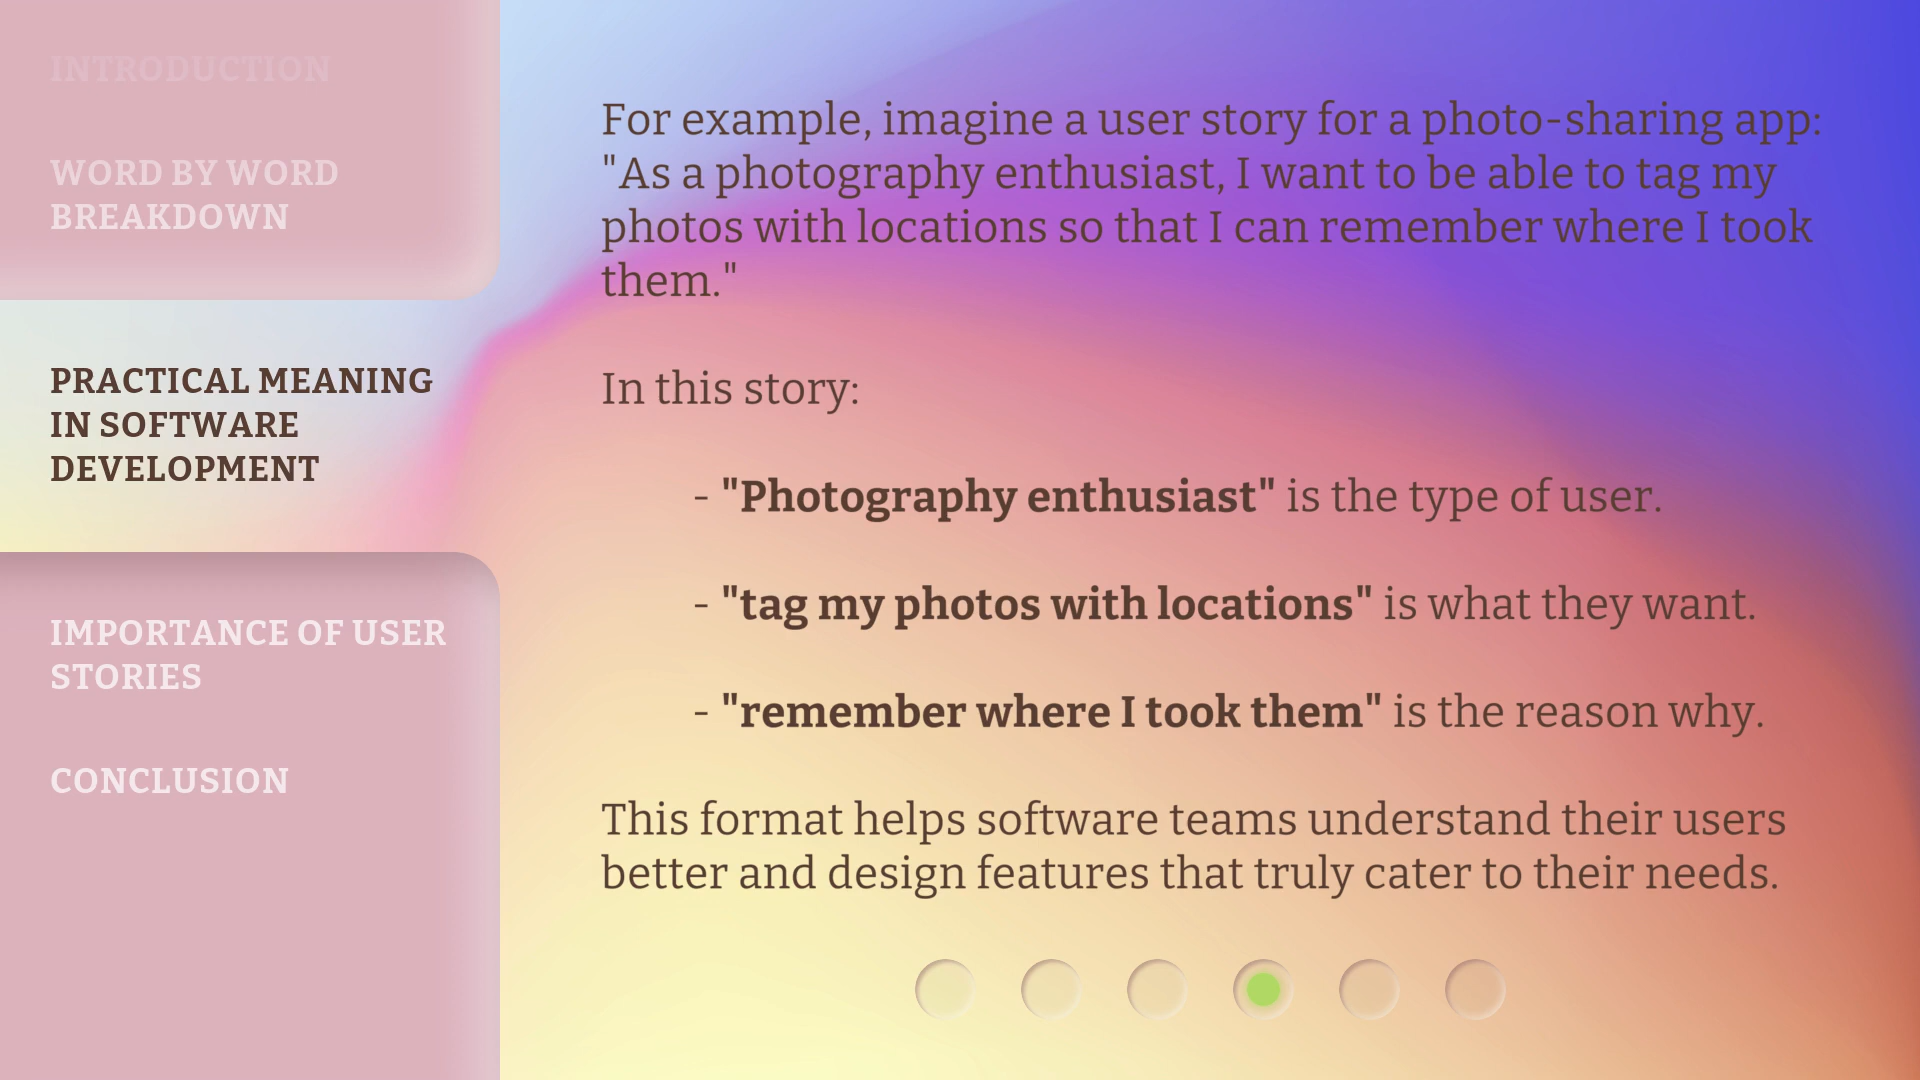 INTRODUCTION
WORD BY WORD
BREAKDOWN
PRACTICAL MEANING
IN SOFTWARE
DEVELOPMENT
IMPORTANCE OF USER
STORIES
CONCLUSION
For example, imagine a user story for a photo-sharing app:
"As a photography enthusiast, I want to be able to tag my
photos with locations so that I can remember where I took
them."
In this story:
- "Photography enthusiast" is the type of user.
- "tag my photos with locations" is what they want.
- "remember where I took them" is the reason why.
This format helps software teams understand their users
better and design features that truly cater to their needs.